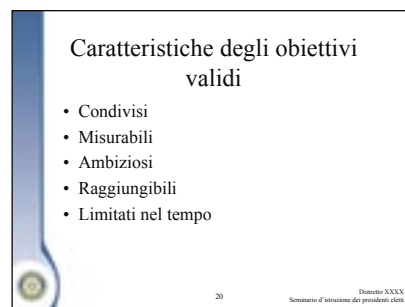 Caratteristiche degli obiettivi
validi
• Condivisi
• Misurabili
• Ambiziosi
• Raggiungibili
• Limitati nel tempo
20
Distretto XXXX
Seminario d'istruzione dei presidenti eletti